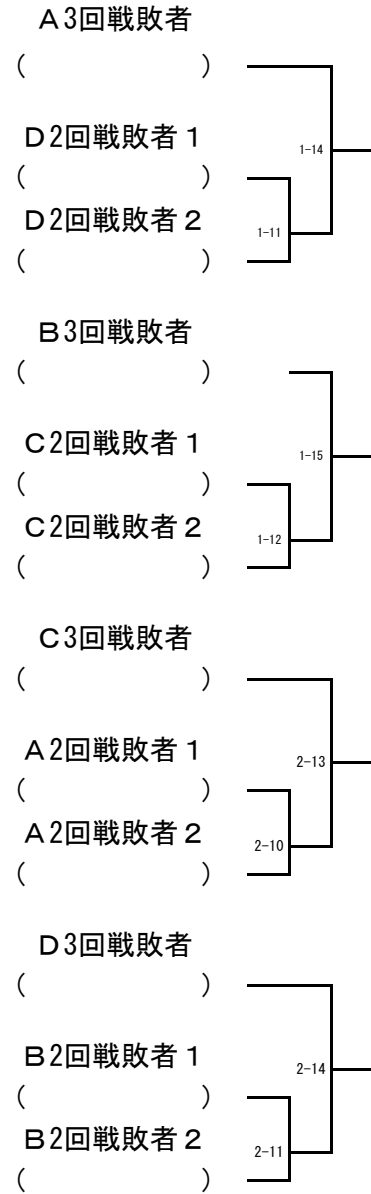 Ａ3回戦敗者
(　　　　　　)
1-14
Ｄ2回戦敗者１
(　　　　　　)
Ｄ2回戦敗者２
1-11
(　　　　　　)
Ｂ3回戦敗者
(　　　　　　)
Ｃ2回戦敗者１
1-15
(　　　　　　)
Ｃ2回戦敗者２
1-12
(　　　　　　)
Ｃ3回戦敗者
(　　　　　　)
Ａ2回戦敗者１
2-13
(　　　　　　)
Ａ2回戦敗者２
2-10
(　　　　　　)
Ｄ3回戦敗者
(　　　　　　)
Ｂ2回戦敗者１
2-14
(　　　　　　)
Ｂ2回戦敗者２
2-11
(　　　　　　)